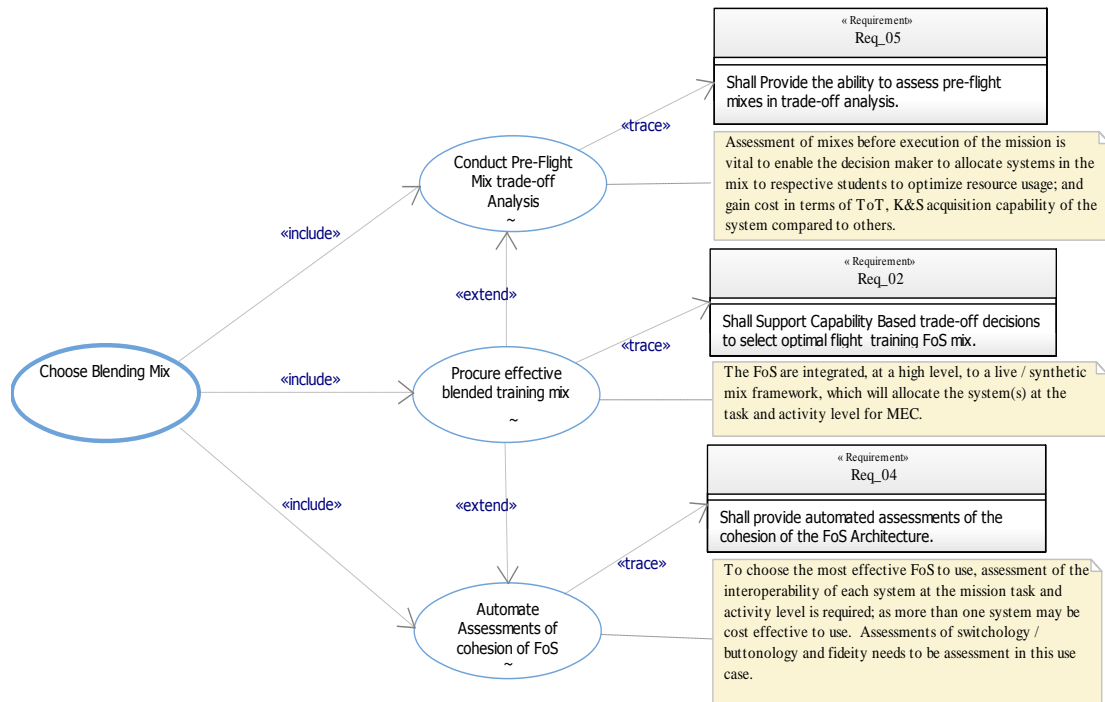 « Requirement»
Req_05
Shall Provide the ability to assess pre-flight
mixes in trade-off analysis.
«trace»
Conduct Pre-Flight
Mix trade-off
Analysis
~
Assessment of mixes before execution of the mission is
vital to enable the decision maker to allocate systems in the
mix to respective students to optimize resource usage; and
gain cost in terms of ToT, K&S acquisition capability of the
system compared to others.
«include»
«extend»
« Requirement»
Req_02
Shall Support Capability Based trade-off decisions
to select optimal flight training FoS mix.
«trace»
Choose Blending Mix
«include»
Procure effective
blended training mix
~
The FoS are integrated, at a high level, to a live / synthetic
mix framework, which will allocate the system(s) at the
task and activity level for MEC.
« Requirement»
Req_04
Shall provide automated assessments of the
cohesion of the FoS Architecture.
«include»
«extend»
«trace»
Automate
Assessments of
cohesion of FoS
~
To choose the most effective FoS to use, assessment of the
interoperability of each system at the mission task and
activity level is required; as more than one system may be
cost effective to use. Assessments of switchology /
buttonology and fideity needs to be assessment in this use
case.